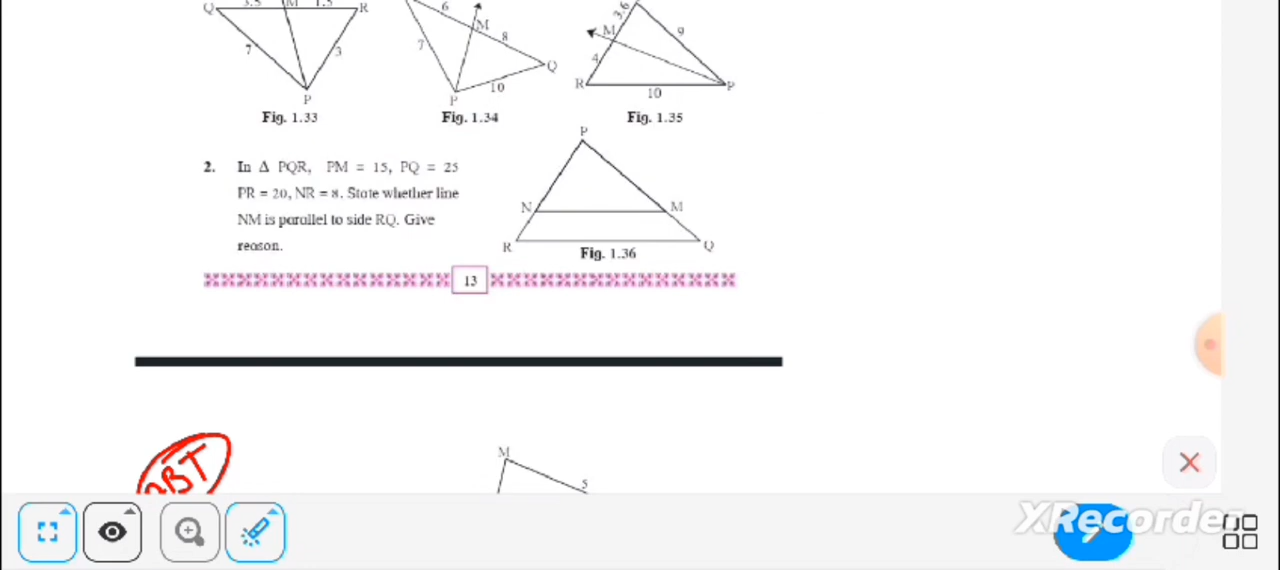 Q 3.5 M 1.5 R
7 3
P
Fig. 1.33
6 M 8
7 Q
10
P
Fig. 1.34
3.6 M 9
4
R 10 P
Fig. 1.35
2. In Δ PQR, PM = 15, PQ = 25
PR = 20, NR = 8. State whether line
NM is parallel to side RQ. Give
reason.
P
N M
R Q
Fig. 1.36
13
BT
M
5
XRecorder